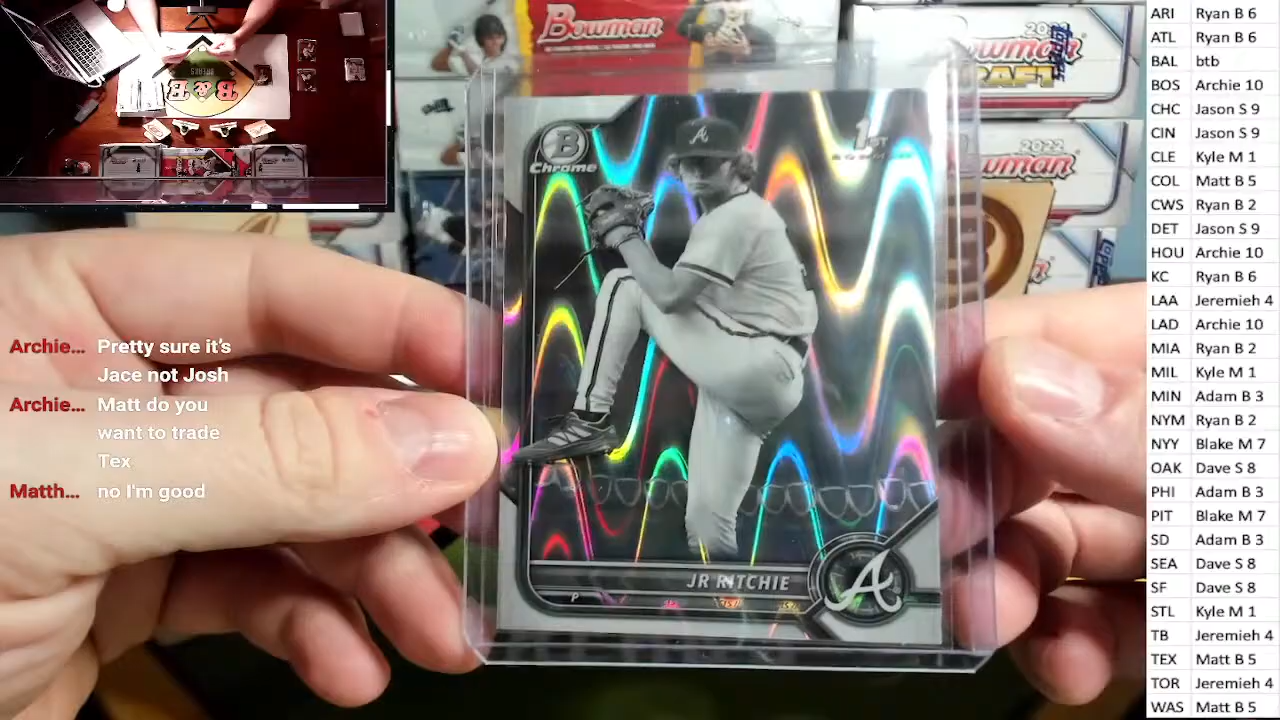 Bowman
2021
Bowman
DRAFT
2022
Bowman
B
Chrome
1ST
BOWMAN
A
JR RITCHIE
P
A
B&E
BREAKS
Archie... Pretty sure it's
Jace not Josh
Archie... Matt do you
want to trade
Tex
Matth... no I'm good
ARI Ryan B 6
ATL Ryan B 6
BAL btb
BOS Archie 10
CHC Jason S 9
CIN Jason S 9
CLE Kyle M 1
COL Matt B 5
CWS Ryan B 2
DET Jason S 9
HOU Archie 10
KC Ryan B 6
LAA Jeremieh 4
LAD Archie 10
MIA Ryan B 2
MIL Kyle M 1
MIN Adam B 3
NYM Ryan B 2
NYY Blake M 7
OAK Dave S 8
PHI Adam B 3
PIT Blake M 7
SD Adam B 3
SEA Dave S 8
SF Dave S 8
STL Kyle M 1
TB Jeremieh 4
TEX Matt B 5
TOR Jeremieh 4
WAS Matt B 5